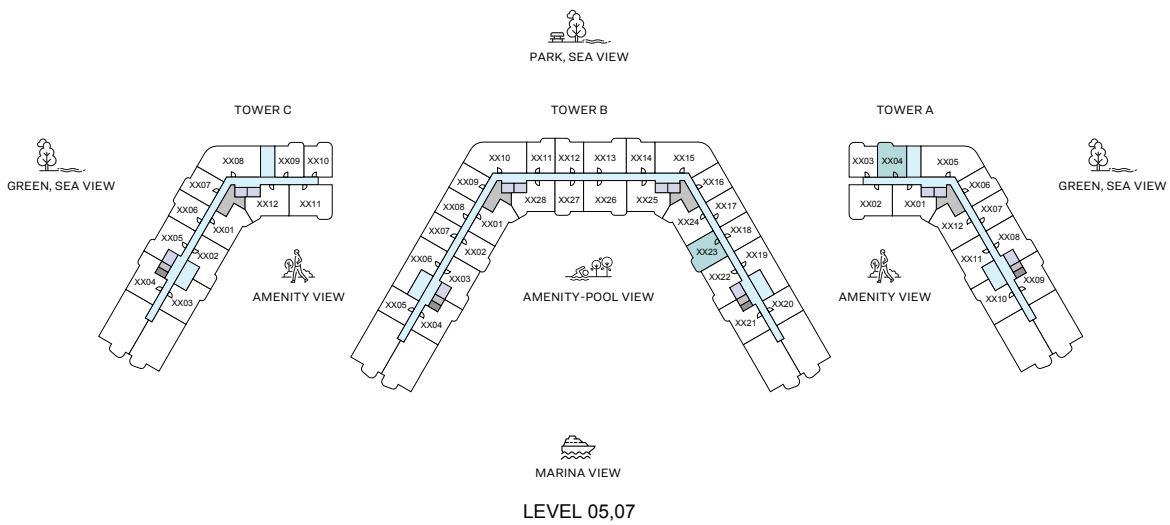 PARK, SEA VIEW
TOWER C
TOWER B
TOWER A
GREEN, SEA VIEW
GREEN, SEA VIEW
XX08
XX09
XX10
XX07
XX12
XX11
XX06
XX01
XX05
XX02
XX04
XX03
AMENITY VIEW
XX10
XX11
XX12
XX13
XX14
XX15
XX09
XX28
XX27
XX26
XX25
XX16
XX08
XX01
XX24
XX17
XX07
XX02
XX23
XX18
XX06
XX03
XX22
XX19
XX05
XX04
XX21
XX20
AMENITY-POOL VIEW
XX03
XX04
XX05
XX02
XX01
XX06
XX12
XX07
XX11
XX08
XX10
XX09
AMENITY VIEW
MARINA VIEW
LEVEL 05,07